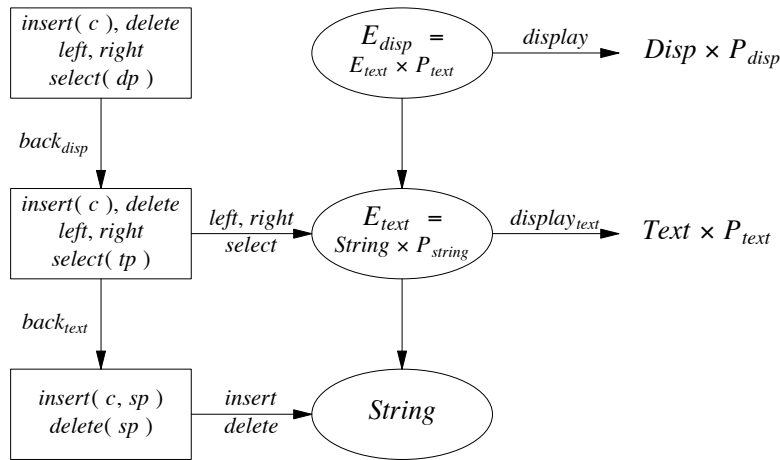 insert( c ), delete
left, right
select( dp )
E_disp =
E_text × P_text
display
Disp × P_disp
back_disp
insert( c ), delete
left, right
select( tp )
left, right
select
E_text =
String × P_string
display_text
Text × P_text
back_text
insert( c, sp )
delete( sp )
insert
delete
String